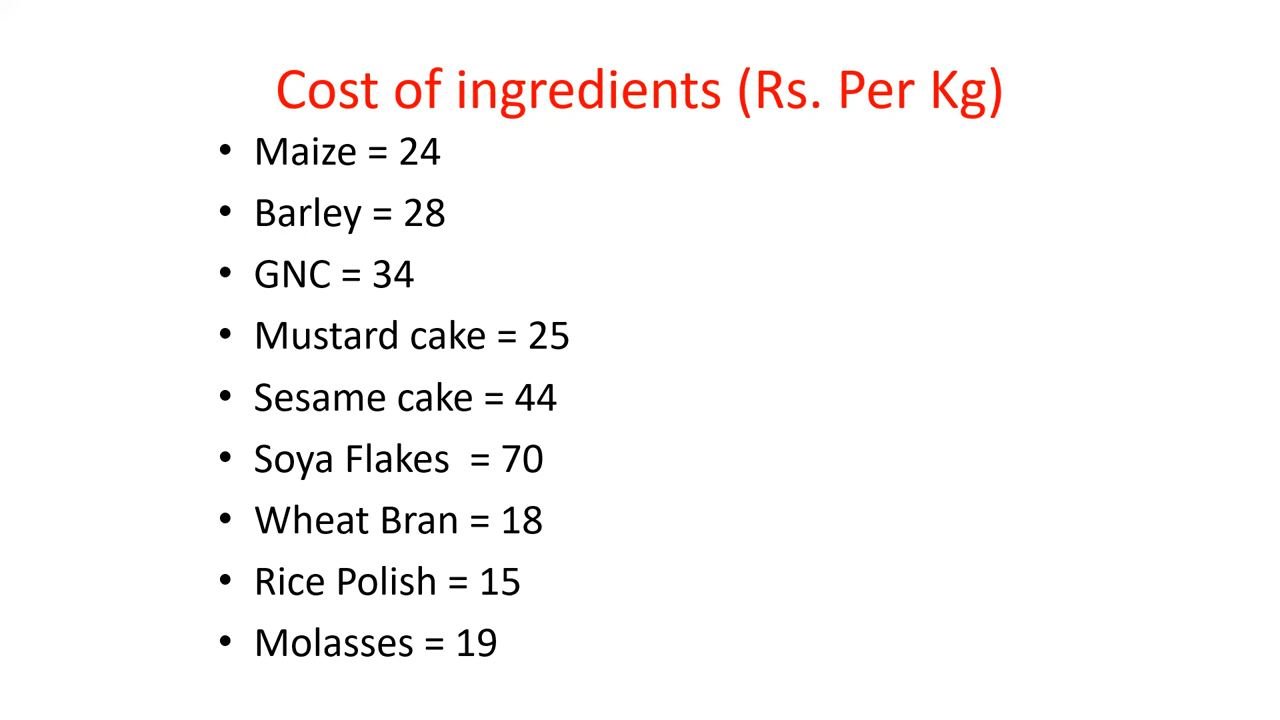 Cost of ingredients (Rs. Per Kg)
• Maize = 24
• Barley = 28
• GNC = 34
• Mustard cake = 25
• Sesame cake = 44
• Soya Flakes  = 70
• Wheat Bran = 18
• Rice Polish = 15
• Molasses = 19